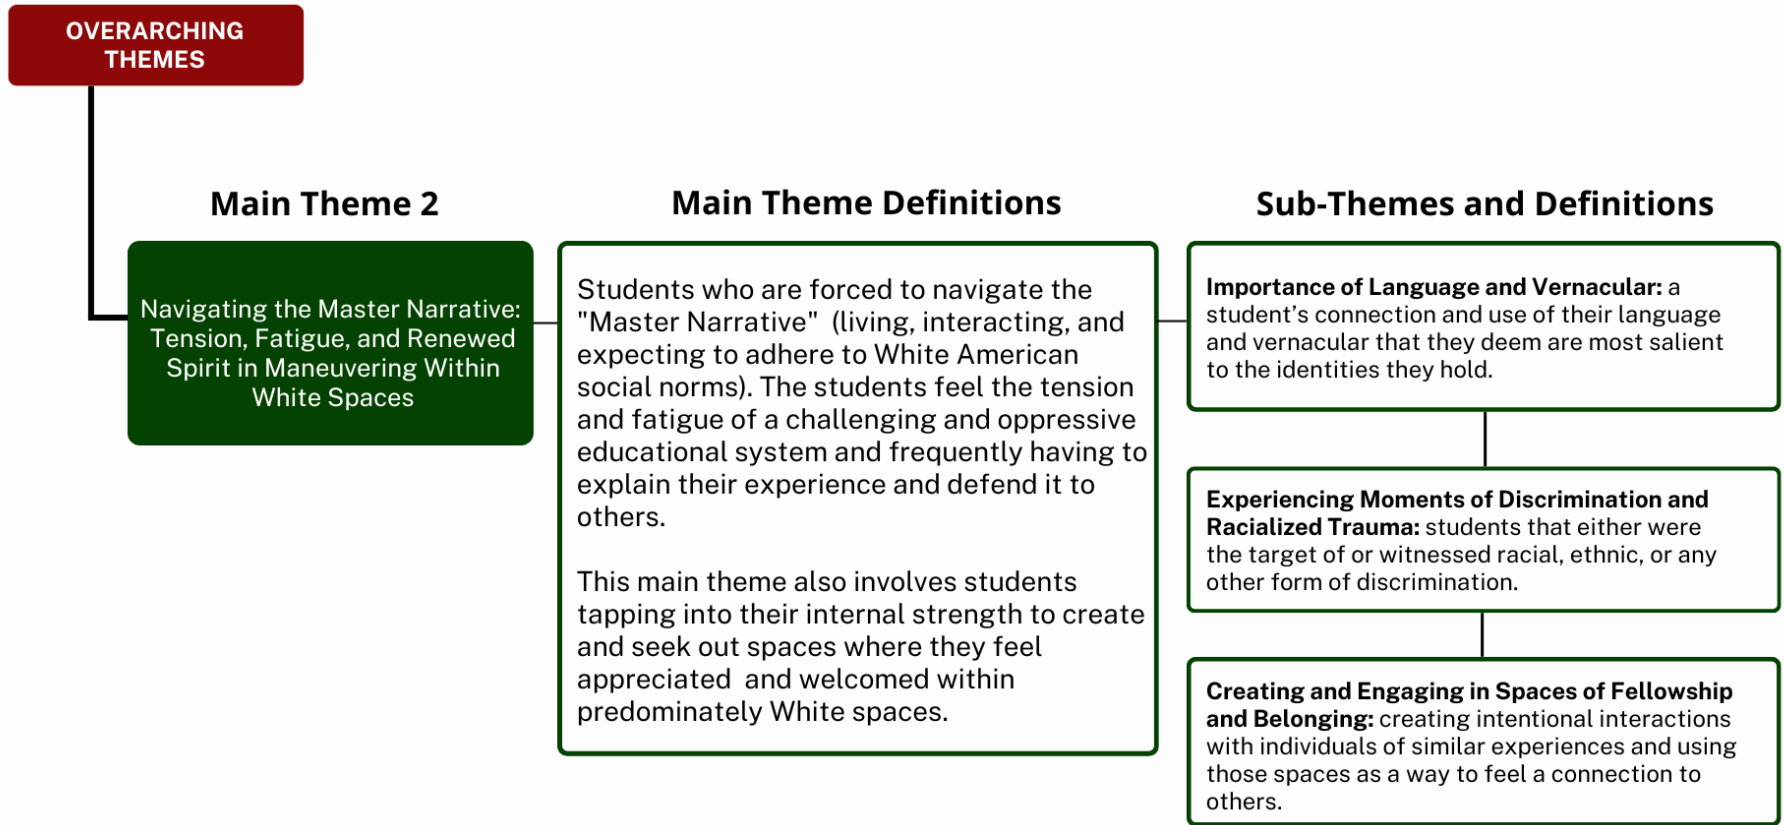 OVERARCHING
THEMES
Main Theme 2
Navigating the Master Narrative:
Tension, Fatigue, and Renewed
Spirit in Maneuvering Within
White Spaces
Main Theme Definitions
Students who are forced to navigate the
"Master Narrative"  (living, interacting, and
expecting to adhere to White American
social norms). The students feel the tension
and fatigue of a challenging and oppressive
educational system and frequently having to
explain their experience and defend it to
others.
This main theme also involves students
tapping into their internal strength to create
and seek out spaces where they feel
appreciated  and welcomed within
predominately White spaces.
Sub-Themes and Definitions
Importance of Language and Vernacular: a
student’s connection and use of their language
and vernacular that they deem are most salient
to the identities they hold.
Experiencing Moments of Discrimination and
Racialized Trauma: students that either were
the target of or witnessed racial, ethnic, or any
other form of discrimination.
Creating and Engaging in Spaces of Fellowship
and Belonging: creating intentional interactions
with individuals of similar experiences and using
those spaces as a way to feel a connection to
others.